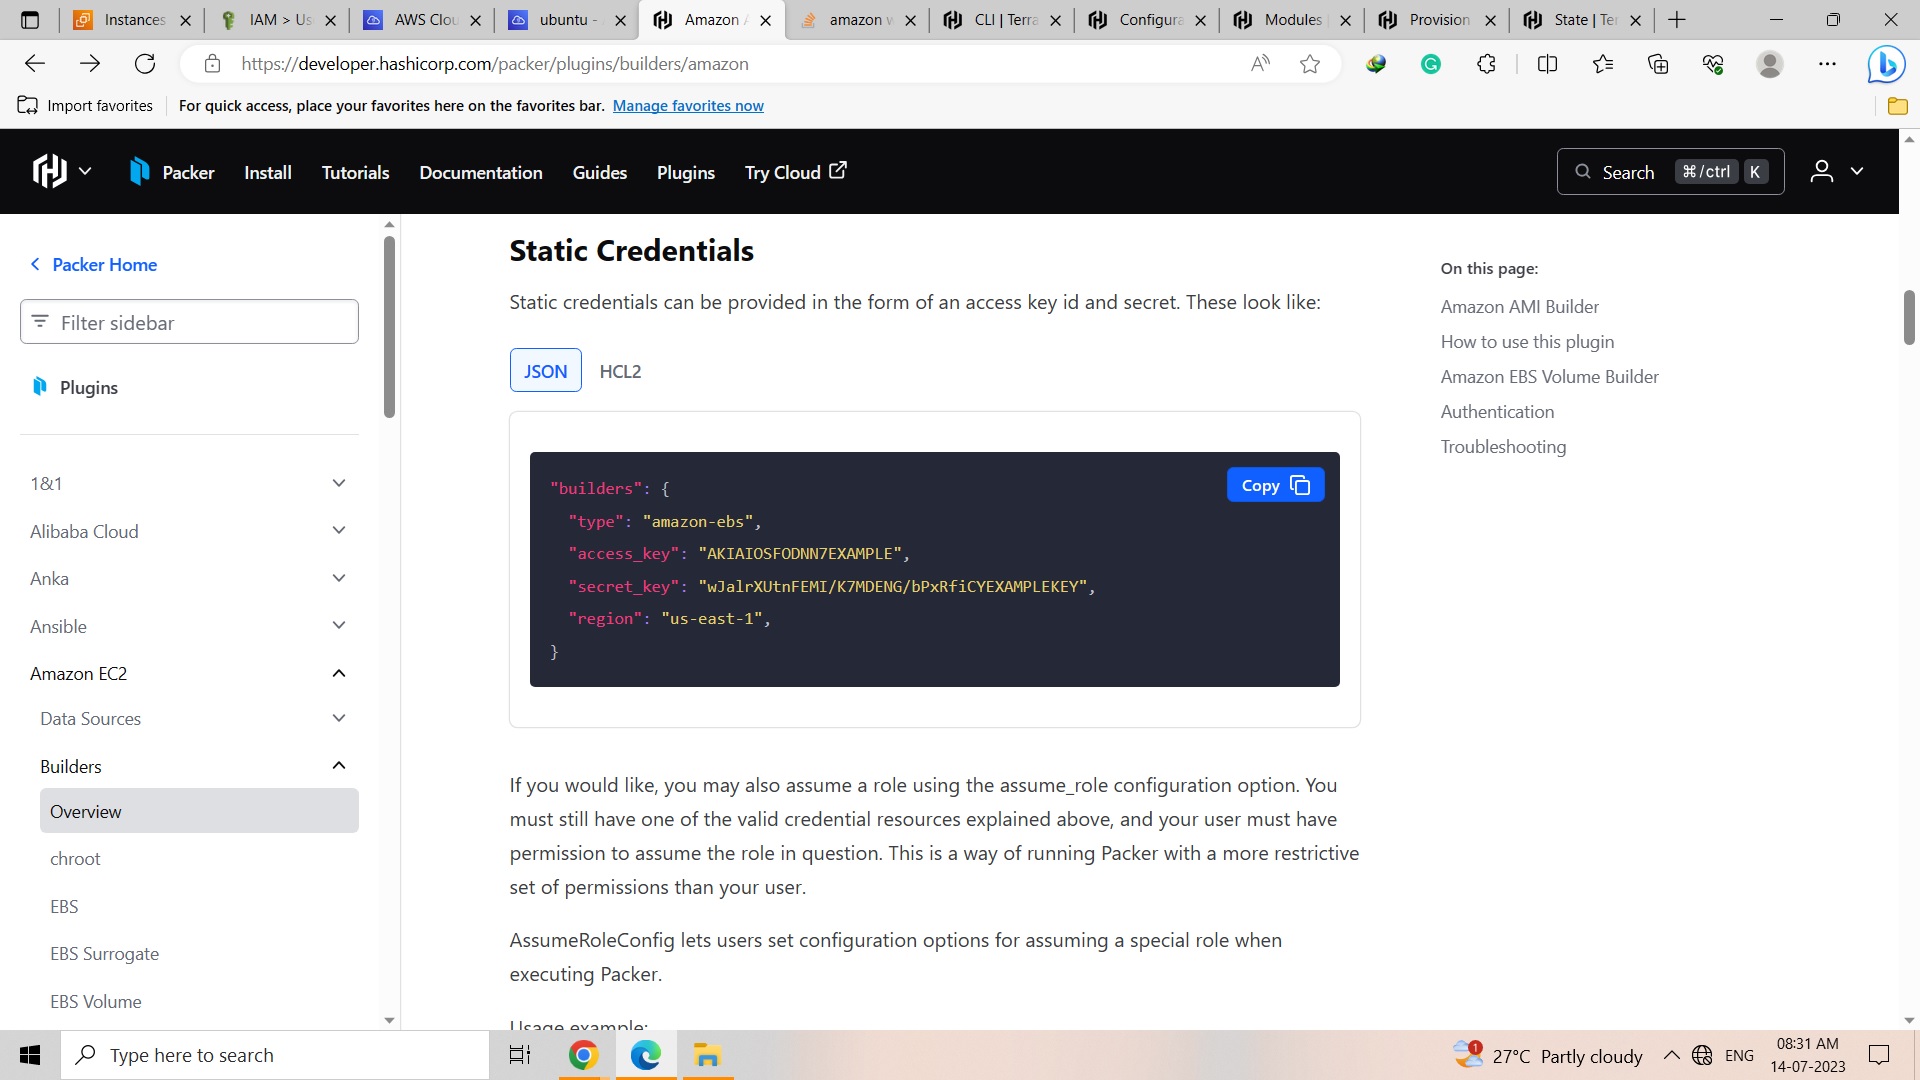 Instances
IAM > Us
AWS Clou
ubuntu -
Amazon A
amazon w
CLI | Terra
Configura
Modules |
Provision
State | Ter
https://developer.hashicorp.com/packer/plugins/builders/amazon
Import favorites
For quick access, place your favorites here on the favorites bar. Manage favorites now
Packer
Install
Tutorials
Documentation
Guides
Plugins
Try Cloud
Search
⌘/ctrl
K
Packer Home
Filter sidebar
Plugins
1&1
Alibaba Cloud
Anka
Ansible
Amazon EC2
Data Sources
Builders
Overview
chroot
EBS
EBS Surrogate
EBS Volume
Static Credentials
Static credentials can be provided in the form of an access key id and secret. These look like:
JSON
HCL2
Copy
"builders": {
"type": "amazon-ebs",
"access_key": "AKIAIOSFODNN7EXAMPLE",
"secret_key": "wJalrXUtnFEMI/K7MDENG/bPxRfiCYEXAMPLEKEY",
"region": "us-east-1",
}
If you would like, you may also assume a role using the assume_role configuration option. You
must still have one of the valid credential resources explained above, and your user must have
permission to assume the role in question. This is a way of running Packer with a more restrictive
set of permissions than your user.
AssumeRoleConfig lets users set configuration options for assuming a special role when
executing Packer.
Usage example:
On this page:
Amazon AMI Builder
How to use this plugin
Amazon EBS Volume Builder
Authentication
Troubleshooting
Type here to search
1
27°C Partly cloudy
ENG
08:31 AM
14-07-2023